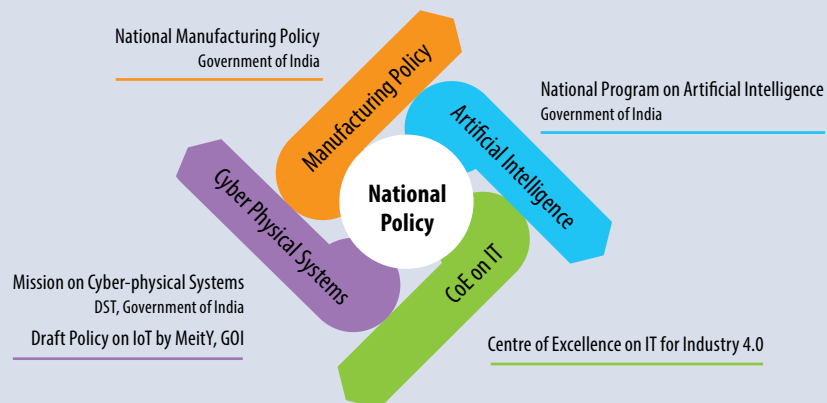 National Manufacturing Policy
Government of India
Manufacturing Policy
National Program on Artificial Intelligence
Government of India
Artificial Intelligence
National
Policy
Cyber Physical Systems
CoE on IT
Mission on Cyber-physical Systems
DST, Government of India
Draft Policy on IoT by MeitY, GOI
Centre of Excellence on IT for Industry 4.0